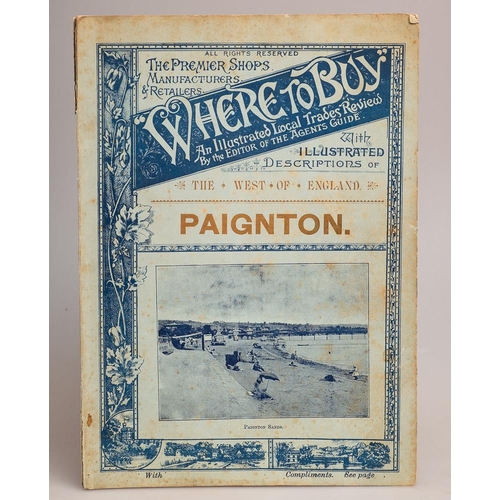 ALL RIGHTS RESERVED
THE PREMIER SHOPS
MANUFACTURERS
& RETAILERS.
"WHERE TO BUY"
An Illustrated Local Trades Review
By the EDITOR OF THE AGENTS GUIDE.
With
ILLUSTRATED
DESCRIPTIONS OF
THE WEST OF ENGLAND.
PAIGNTON.
PAIGNTON SANDS.
With Compliments. See page